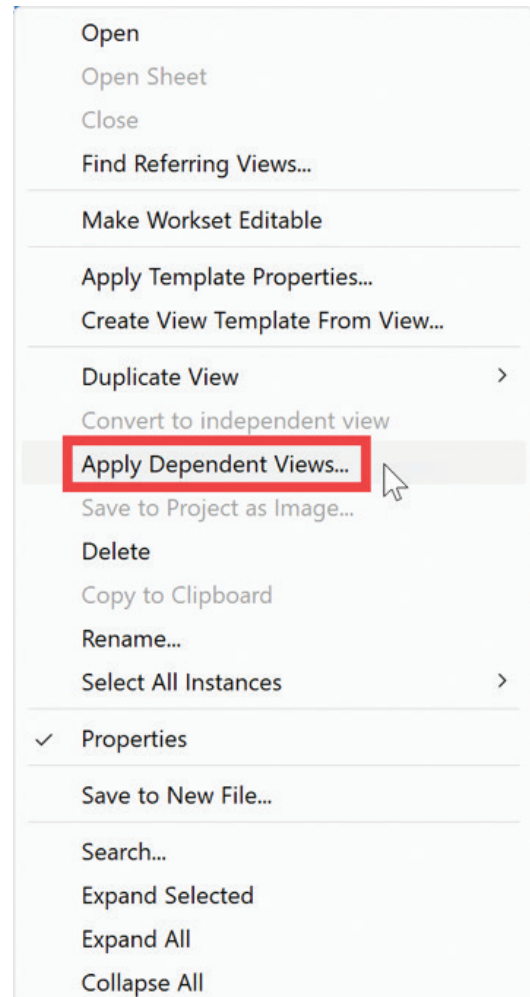 Open
Open Sheet
Close
Find Referring Views...
Make Workset Editable
Apply Template Properties...
Create View Template From View...
Duplicate View
Convert to independent view
Apply Dependent Views...
Save to Project as Image...
Delete
Copy to Clipboard
Rename...
Select All Instances
Properties
Save to New File...
Search...
Expand Selected
Expand All
Collapse All